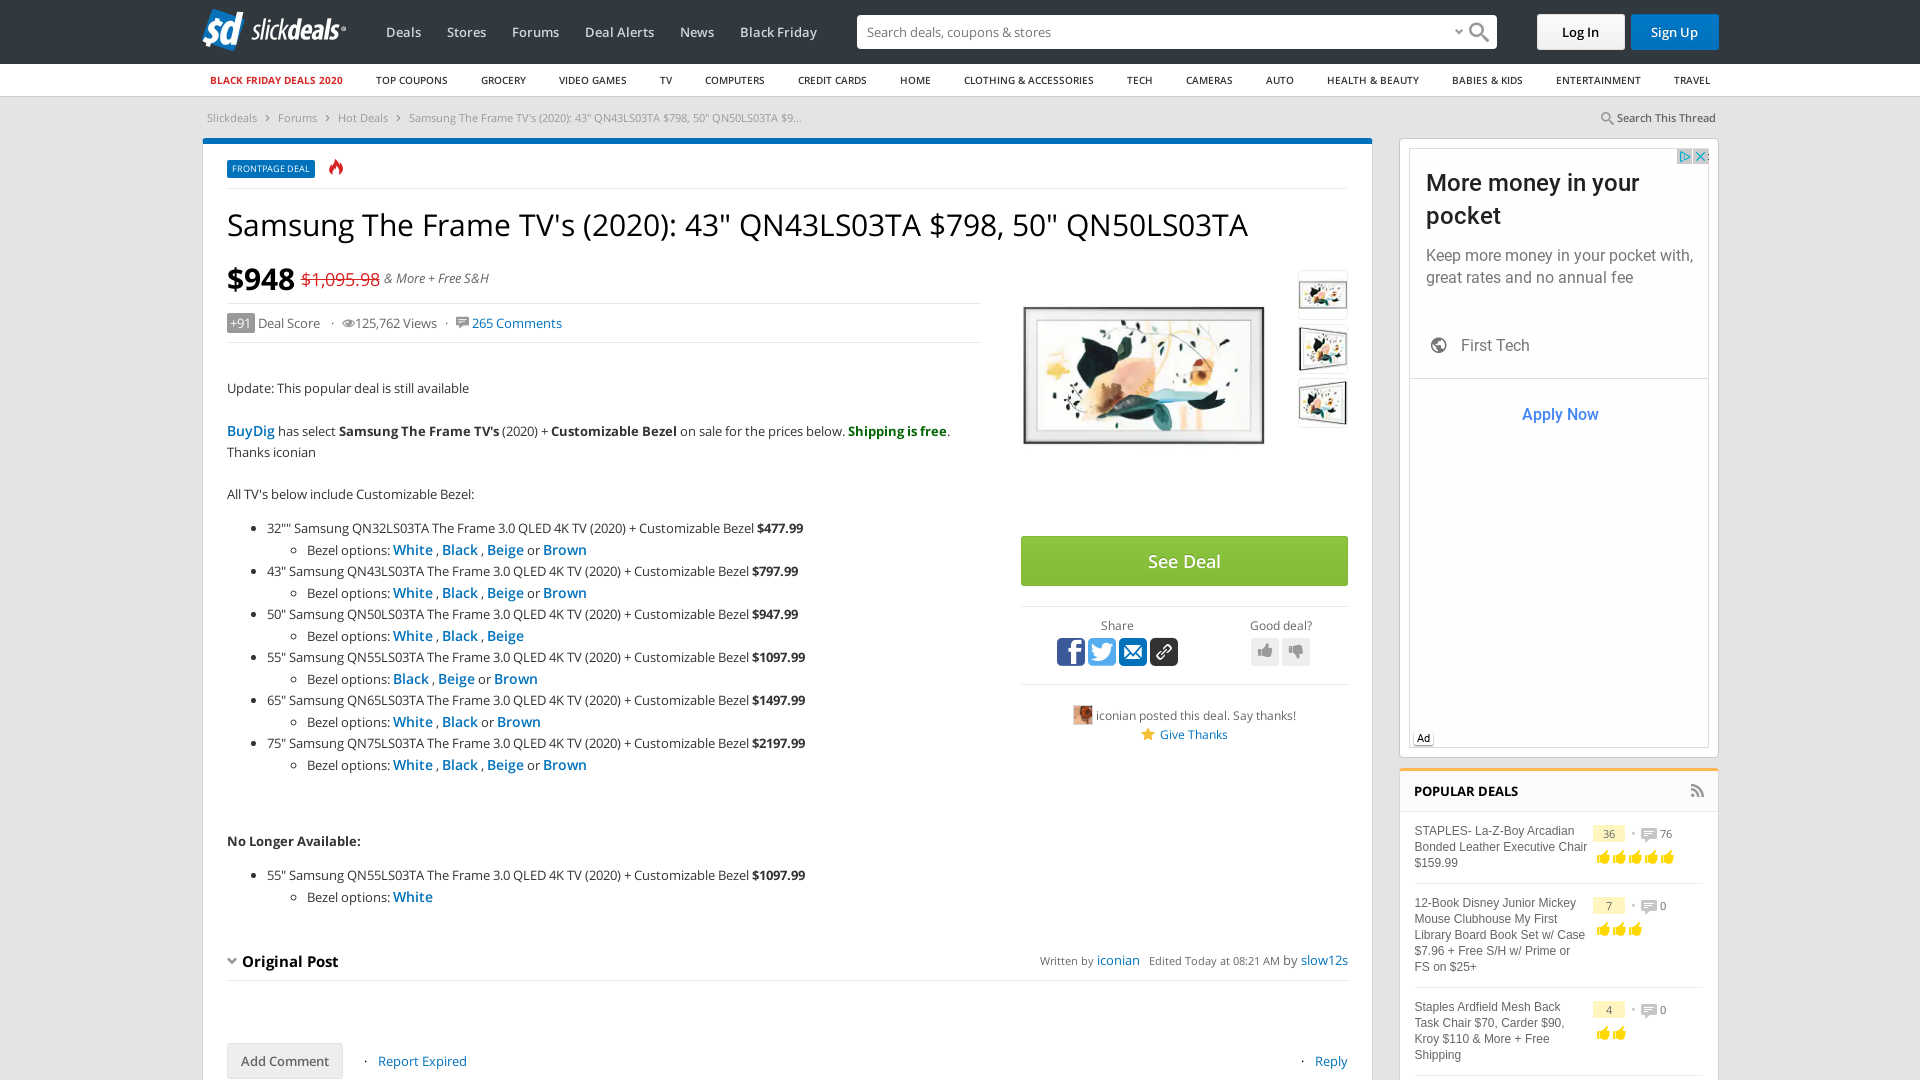 sd slickdeals
Deals Stores Forums Deal Alerts News Black Friday
Search deals, coupons & stores
Log In Sign Up
BLACK FRIDAY DEALS 2020 TOP COUPONS GROCERY VIDEO GAMES TV COMPUTERS CREDIT CARDS HOME CLOTHING & ACCESSORIES TECH CAMERAS AUTO HEALTH & BEAUTY BABIES & KIDS ENTERTAINMENT TRAVEL
Slickdeals › Forums › Hot Deals › Samsung The Frame TV's (2020): 43" QN43LS03TA $798, 50" QN50LS03TA $9...
Search This Thread
FRONTPAGE DEAL
Samsung The Frame TV's (2020): 43" QN43LS03TA $798, 50" QN50LS03TA
$948 $1,095.98 & More + Free S&H
+91 Deal Score · 125,762 Views · 265 Comments
Update: This popular deal is still available
BuyDig has select Samsung The Frame TV's (2020) + Customizable Bezel on sale for the prices below. Shipping is free.
Thanks iconian
All TV's below include Customizable Bezel:
• 32"" Samsung QN32LS03TA The Frame 3.0 QLED 4K TV (2020) + Customizable Bezel $477.99
◦ Bezel options: White , Black , Beige or Brown
• 43" Samsung QN43LS03TA The Frame 3.0 QLED 4K TV (2020) + Customizable Bezel $797.99
◦ Bezel options: White , Black , Beige or Brown
• 50" Samsung QN50LS03TA The Frame 3.0 QLED 4K TV (2020) + Customizable Bezel $947.99
◦ Bezel options: White , Black , Beige
• 55" Samsung QN55LS03TA The Frame 3.0 QLED 4K TV (2020) + Customizable Bezel $1097.99
◦ Bezel options: Black , Beige or Brown
• 65" Samsung QN65LS03TA The Frame 3.0 QLED 4K TV (2020) + Customizable Bezel $1497.99
◦ Bezel options: White , Black or Brown
• 75" Samsung QN75LS03TA The Frame 3.0 QLED 4K TV (2020) + Customizable Bezel $2197.99
◦ Bezel options: White , Black , Beige or Brown
No Longer Available:
• 55" Samsung QN55LS03TA The Frame 3.0 QLED 4K TV (2020) + Customizable Bezel $1097.99
◦ Bezel options: White
See Deal
Share
Good deal?
iconian posted this deal. Say thanks!
Give Thanks
Original Post
Written by iconian Edited Today at 08:21 AM by slow12s
Add Comment · Report Expired
· Reply
More money in your
pocket
Keep more money in your pocket with,
great rates and no annual fee
First Tech
Apply Now
Ad
POPULAR DEALS
STAPLES- La-Z-Boy Arcadian
Bonded Leather Executive Chair
$159.99
36 • 76
12-Book Disney Junior Mickey
Mouse Clubhouse My First
Library Board Book Set w/ Case
$7.96 + Free S/H w/ Prime or
FS on $25+
7 • 0
Staples Ardfield Mesh Back
Task Chair $70, Carder $90,
Kroy $110 & More + Free
Shipping
4 • 0